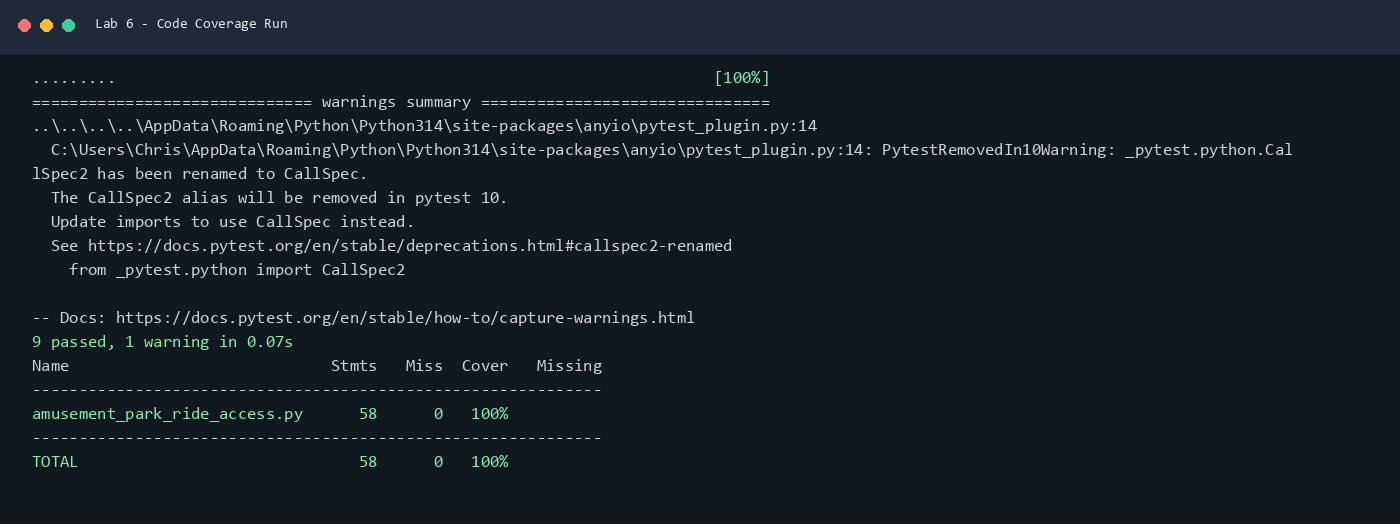 Lab 6 - Code Coverage Run
.........                                                                [100%]
============================== warnings summary ===============================
..\..\..\..\AppData\Roaming\Python\Python314\site-packages\anyio\pytest_plugin.py:14
  C:\Users\Chris\AppData\Roaming\Python\Python314\site-packages\anyio\pytest_plugin.py:14: PytestRemovedIn10Warning: _pytest.python.Cal
lSpec2 has been renamed to CallSpec.
  The CallSpec2 alias will be removed in pytest 10.
  Update imports to use CallSpec instead.
  See https://docs.pytest.org/en/stable/deprecations.html#callspec2-renamed
    from _pytest.python import CallSpec2
-- Docs: https://docs.pytest.org/en/stable/how-to/capture-warnings.html
9 passed, 1 warning in 0.07s
Name                            Stmts   Miss  Cover   Missing
-------------------------------------------------------------
amusement_park_ride_access.py      58      0   100%
-------------------------------------------------------------
TOTAL                              58      0   100%